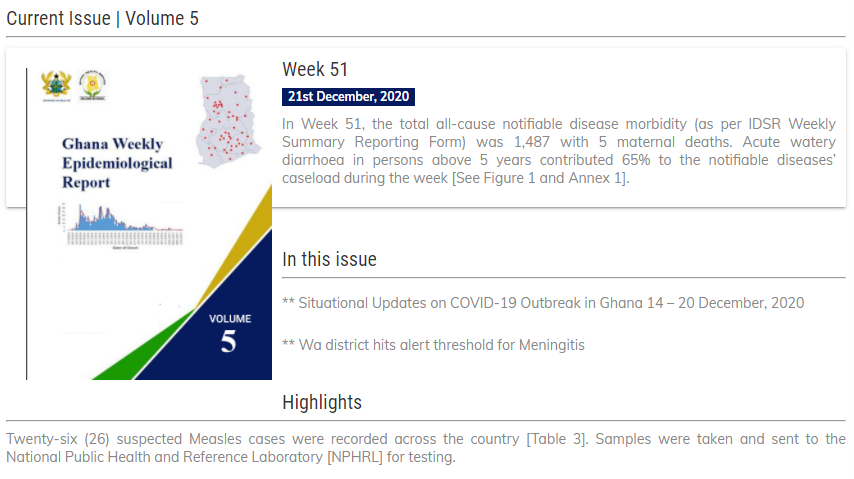 Current Issue | Volume 5
Ghana Weekly
Epidemiological
Report
VOLUME
5
Week 51
21st December, 2020
In Week 51, the total all-cause notifiable disease morbidity (as per IDSR Weekly
Summary Reporting Form) was 1,487 with 5 maternal deaths. Acute watery
diarrhoea in persons above 5 years contributed 65% to the notifiable diseases'
caseload during the week [See Figure 1 and Annex 1].
In this issue
** Situational Updates on COVID-19 Outbreak in Ghana 14 – 20 December, 2020
** Wa district hits alert threshold for Meningitis
Highlights
Twenty-six (26) suspected Measles cases were recorded across the country [Table 3]. Samples were taken and sent to the
National Public Health and Reference Laboratory [NPHRL] for testing.